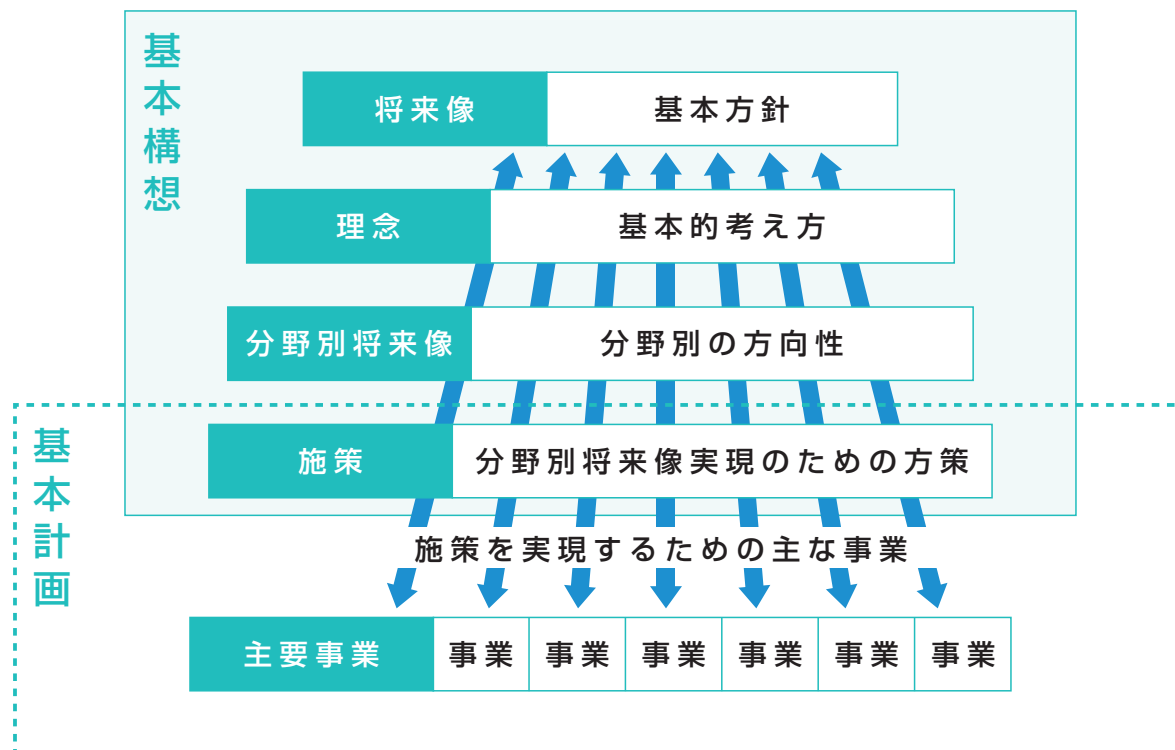 基本構想
将来像 基本方針
理念 基本的考え方
分野別将来像 分野別の方向性
基本計画
施策 分野別将来像実現のための方策
施策を実現するための主な事業
主要事業 事業 事業 事業 事業 事業 事業